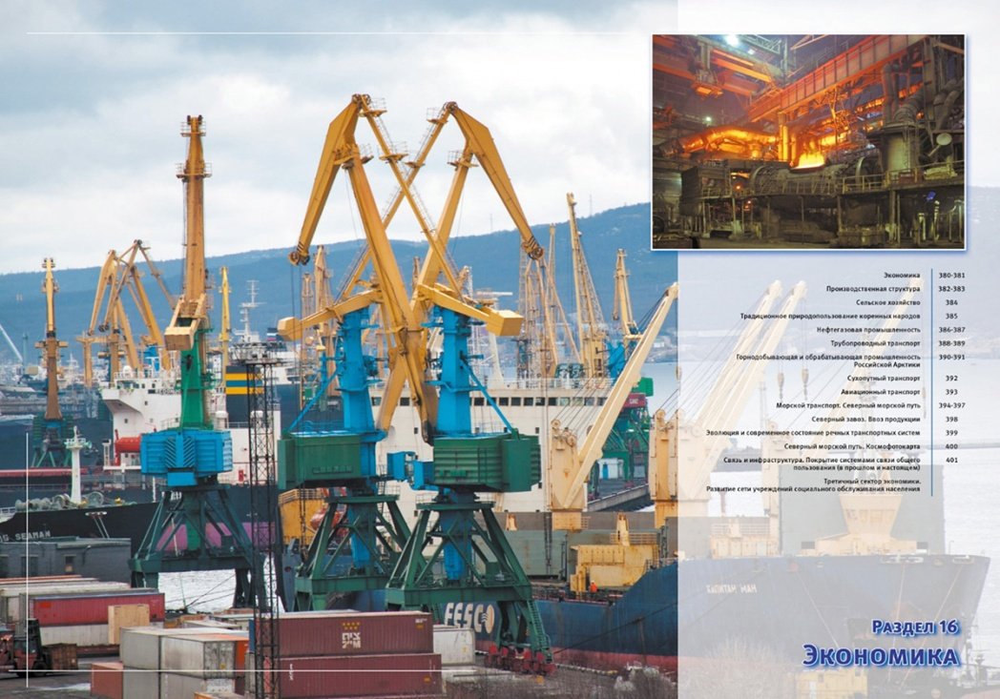 Экономика 380-381
Производственная структура 382-383
Сельское хозяйство 384
Традиционное природопользование коренных народов 385
Нефтегазовая промышленность 386-387
Трубопроводный транспорт 388-389
Горнодобывающая и обрабатывающая промышленность 390-391
Российской Арктики
Сухопутный транспорт 392
Авиационный транспорт 393
Морской транспорт. Северный морской путь 394-397
Северный завоз. Ввоз продукции 398
Эволюция и современное состояние речных транспортных систем 399
Северный морской путь. Космофотокарта 400
Связь и инфраструктура. Покрытие системами связи общего 401
пользования (в прошлом и настоящем)
Третичный сектор экономики.
Развитие сети учреждений социального обслуживания населения
SEAMAN
FESCO
КАПИТАН МАН
Раздел 16
Экономика